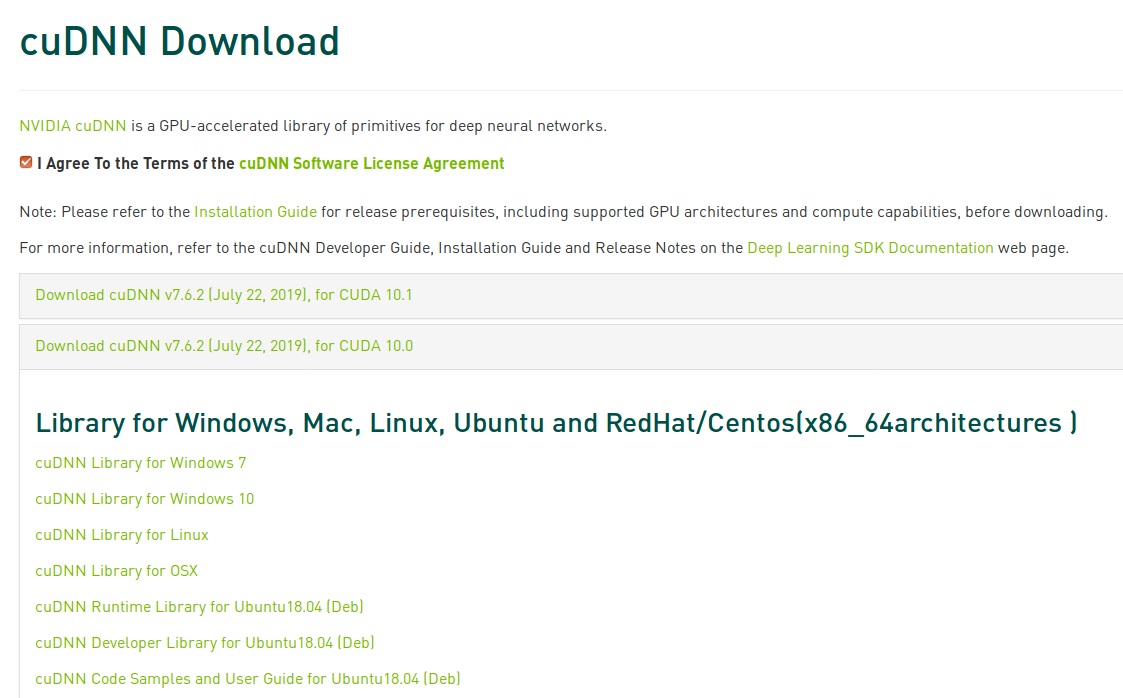 cuDNN Download
NVIDIA cuDNN is a GPU-accelerated library of primitives for deep neural networks.
I Agree To the Terms of the cuDNN Software License Agreement
Note: Please refer to the Installation Guide for release prerequisites, including supported GPU architectures and compute capabilities, before downloading.
For more information, refer to the cuDNN Developer Guide, Installation Guide and Release Notes on the Deep Learning SDK Documentation web page.
Download cuDNN v7.6.2 (July 22, 2019), for CUDA 10.1
Download cuDNN v7.6.2 (July 22, 2019), for CUDA 10.0
Library for Windows, Mac, Linux, Ubuntu and RedHat/Centos(x86_64architectures )
cuDNN Library for Windows 7
cuDNN Library for Windows 10
cuDNN Library for Linux
cuDNN Library for OSX
cuDNN Runtime Library for Ubuntu18.04 (Deb)
cuDNN Developer Library for Ubuntu18.04 (Deb)
cuDNN Code Samples and User Guide for Ubuntu18.04 (Deb)